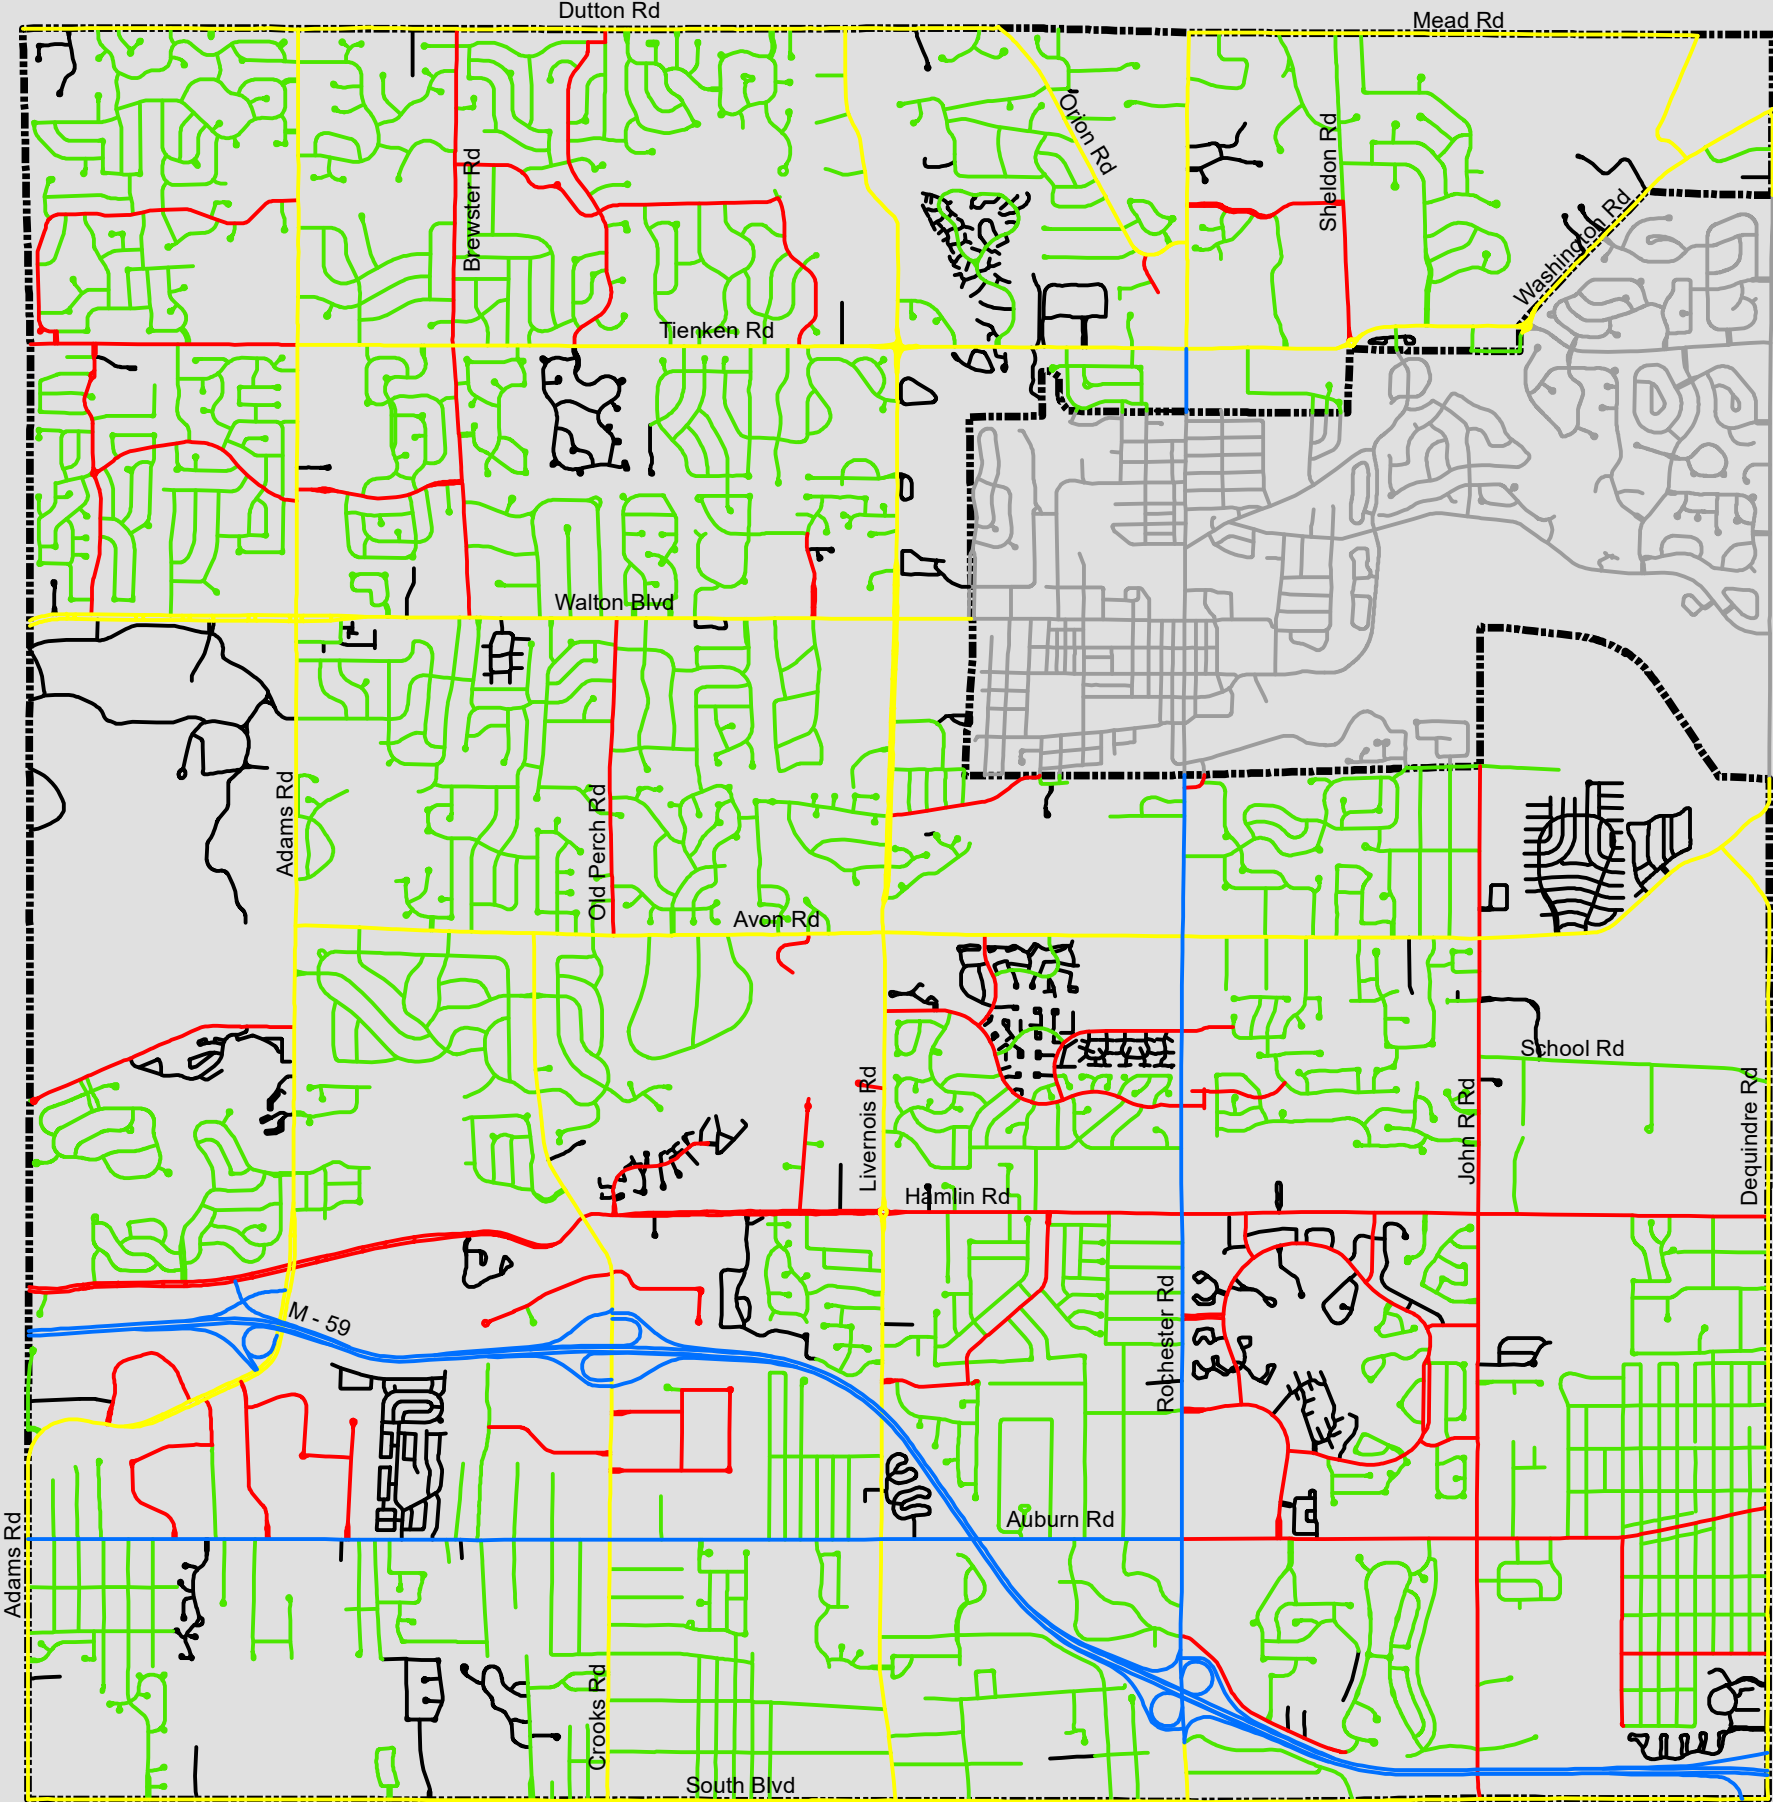 Dutton Rd
Mead Rd
Orion Rd
Sheldon Rd
Brewster Rd
Washington Rd
Tienken Rd
Walton Blvd
Adams Rd
Old Perch Rd
Avon Rd
School Rd
Livernois Rd
John R Rd
Dequindre Rd
Hamlin Rd
Rochester Rd
M - 59
Auburn Rd
Adams Rd
Crooks Rd
South Blvd